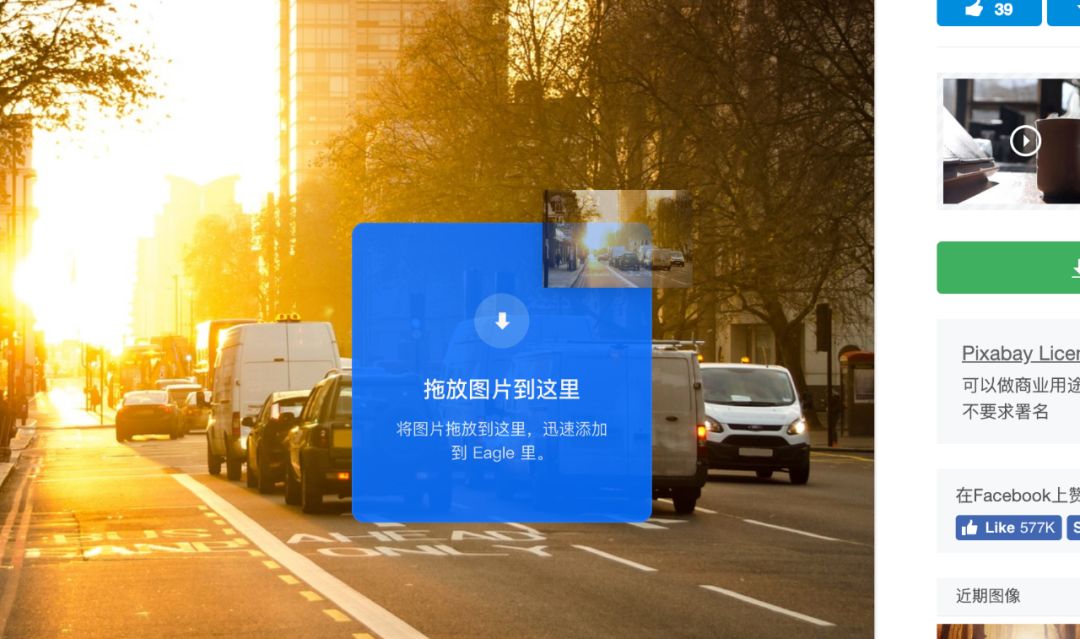 39
拖放图片到这里
将图片拖放到这里，迅速添加
到 Eagle 里。
Pixabay
可以做商业用途
不要求署名
在Facebook上赞
Like 577K
近期图像
BUS
LANE
AHEAD
ONLY